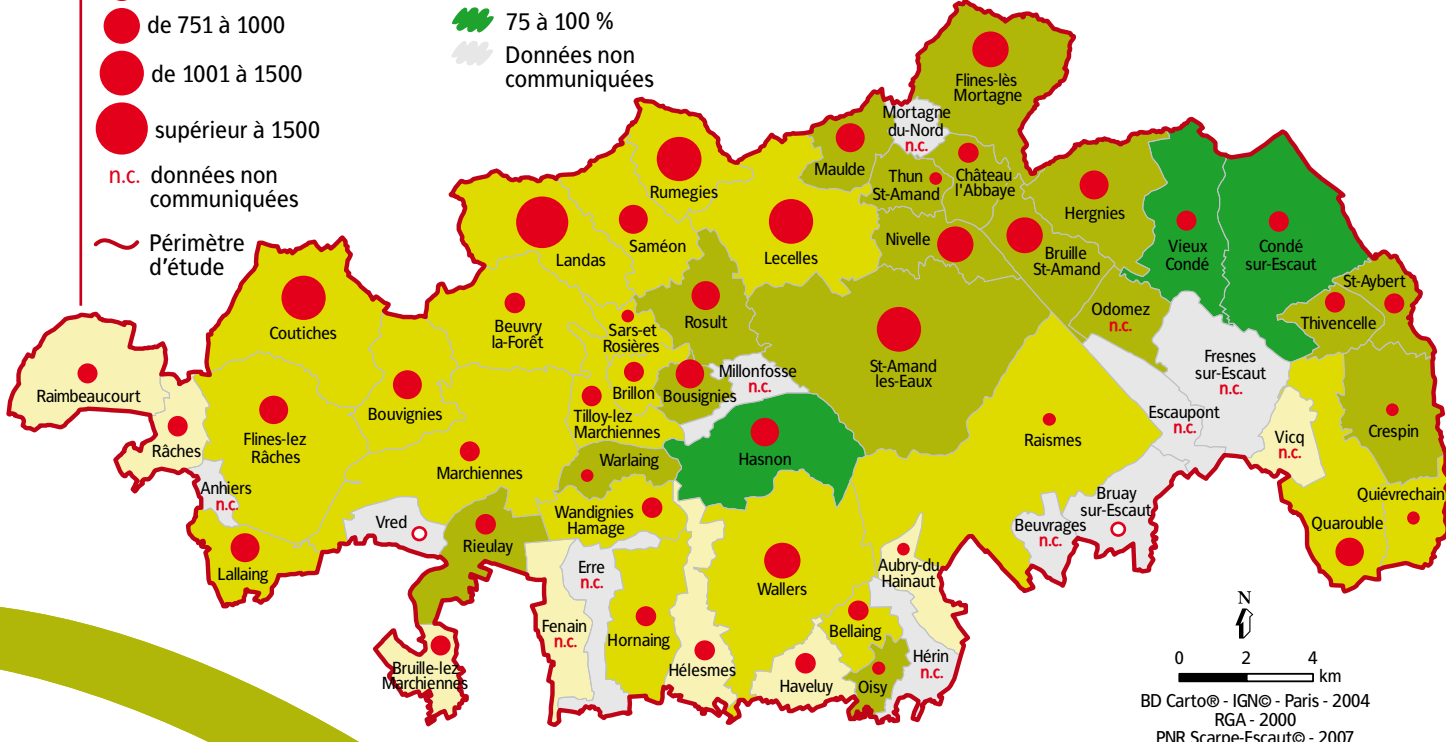 de 751 à 1000
de 1001 à 1500
supérieur à 1500
n.c. données non
communiquées
Périmètre
d'étude
75 à 100 %
Données non
communiquées
Flines-lès
Mortagne
Mortagne
du-Nord
n.c.
Maulde
Thun
St-Amand
Château
l'Abbaye
Rumegies
Hergnies
Saméon
Landas
Lecelles
Nivelle
Bruille
St-Amand
Vieux
Condé
Condé
sur-Escaut
St-Aybert
Thivencelle
Odomez
n.c.
Coutiches
Beuvry
la-Forêt
Sars-et
Rosières
Rosult
St-Amand
les-Eaux
Millonfosse
n.c.
Fresnes
sur-Escaut
n.c.
Raimbeaucourt
Bouvignies
Brillon
Bousignies
Tilloy-lez
Marchiennes
Escaupont
n.c.
Râches
Flines-lez
Râches
Marchiennes
Hasnon
Raismes
Vicq
n.c.
Crespin
Warlaing
Anhiers
n.c.
Vred
Rieulay
Wandignies
Hamage
Bruay
sur-Escaut
Beuvrages
n.c.
Quiévrechain
Quarouble
Lallaing
Erre
n.c.
Wallers
Aubry-du
Hainaut
Fenain
n.c.
Hornaing
Bellaing
Hélesmes
Hérin
n.c.
Bruille-lez
Marchiennes
Haveluy
Oisy
N
0 2 4
km
BD Carto® - IGN© - Paris - 2004
RGA - 2000
PNR Scarpe-Escaut© - 2007